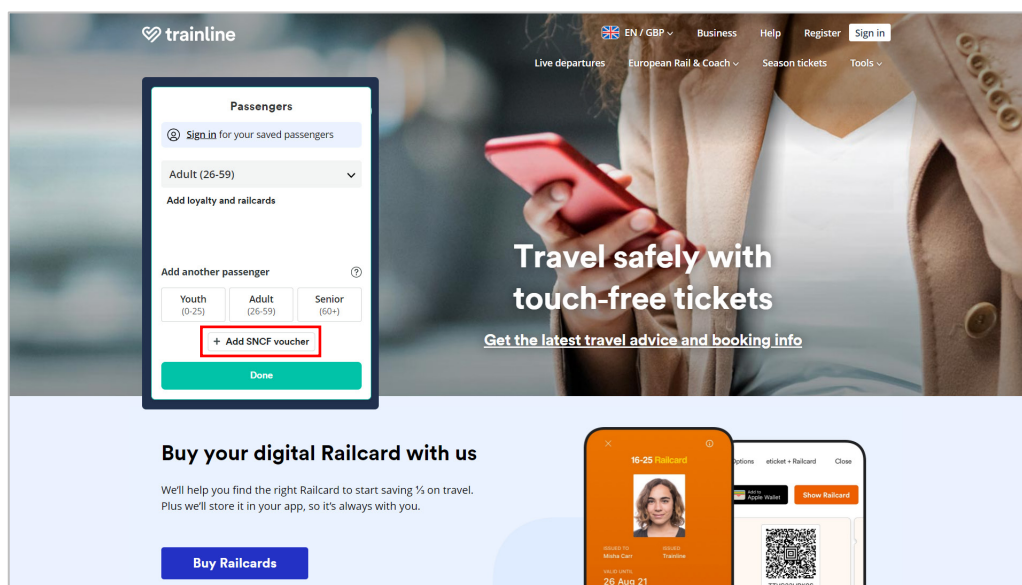 trainline
EN / GBP
Business
Help
Register
Sign in
Live departures
European Rail & Coach
Season tickets
Tools
Passengers
Sign in for your saved passengers
Adult (26-59)
Add loyalty and railcards
Add another passenger
?
Youth
(0-25)
Adult
(26-59)
Senior
(60+)
+ Add SNCF voucher
Done
Travel safely with
touch-free tickets
Get the latest travel advice and booking info
Buy your digital Railcard with us
We'll help you find the right Railcard to start saving ⅓ on travel.
Plus we'll store it in your app, so it's always with you.
Buy Railcards
16-25 Railcard
ISSUED TO
Misha Carr
ISSUED
Trainline
VALID UNTIL
26 Aug 21
Options
eticket + Railcard
Close
Add to
Apple Wallet
Show Railcard